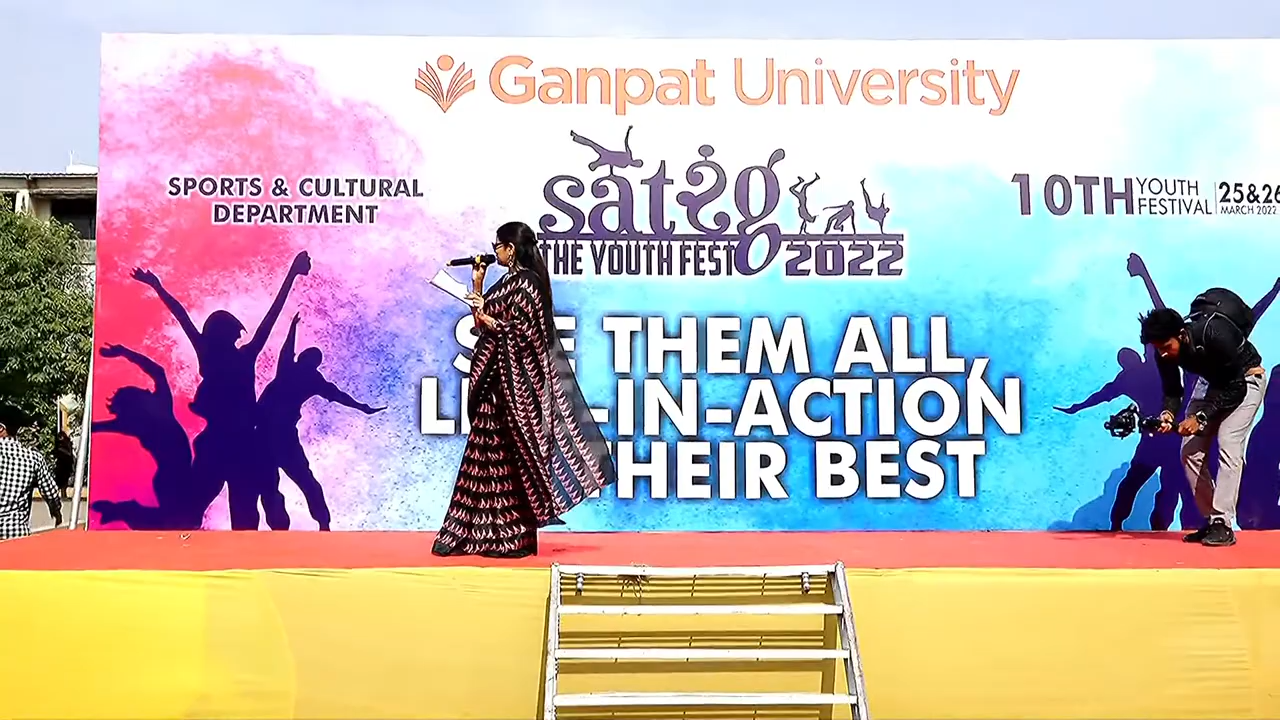 Ganpat University
SPORTS & CULTURAL
DEPARTMENT
satरंg
THE YOUTH FEST 2022
10TH YOUTH
FESTIVAL
25&26
MARCH 2022
THEM ALL,
-IN-ACTION
THEIR BEST